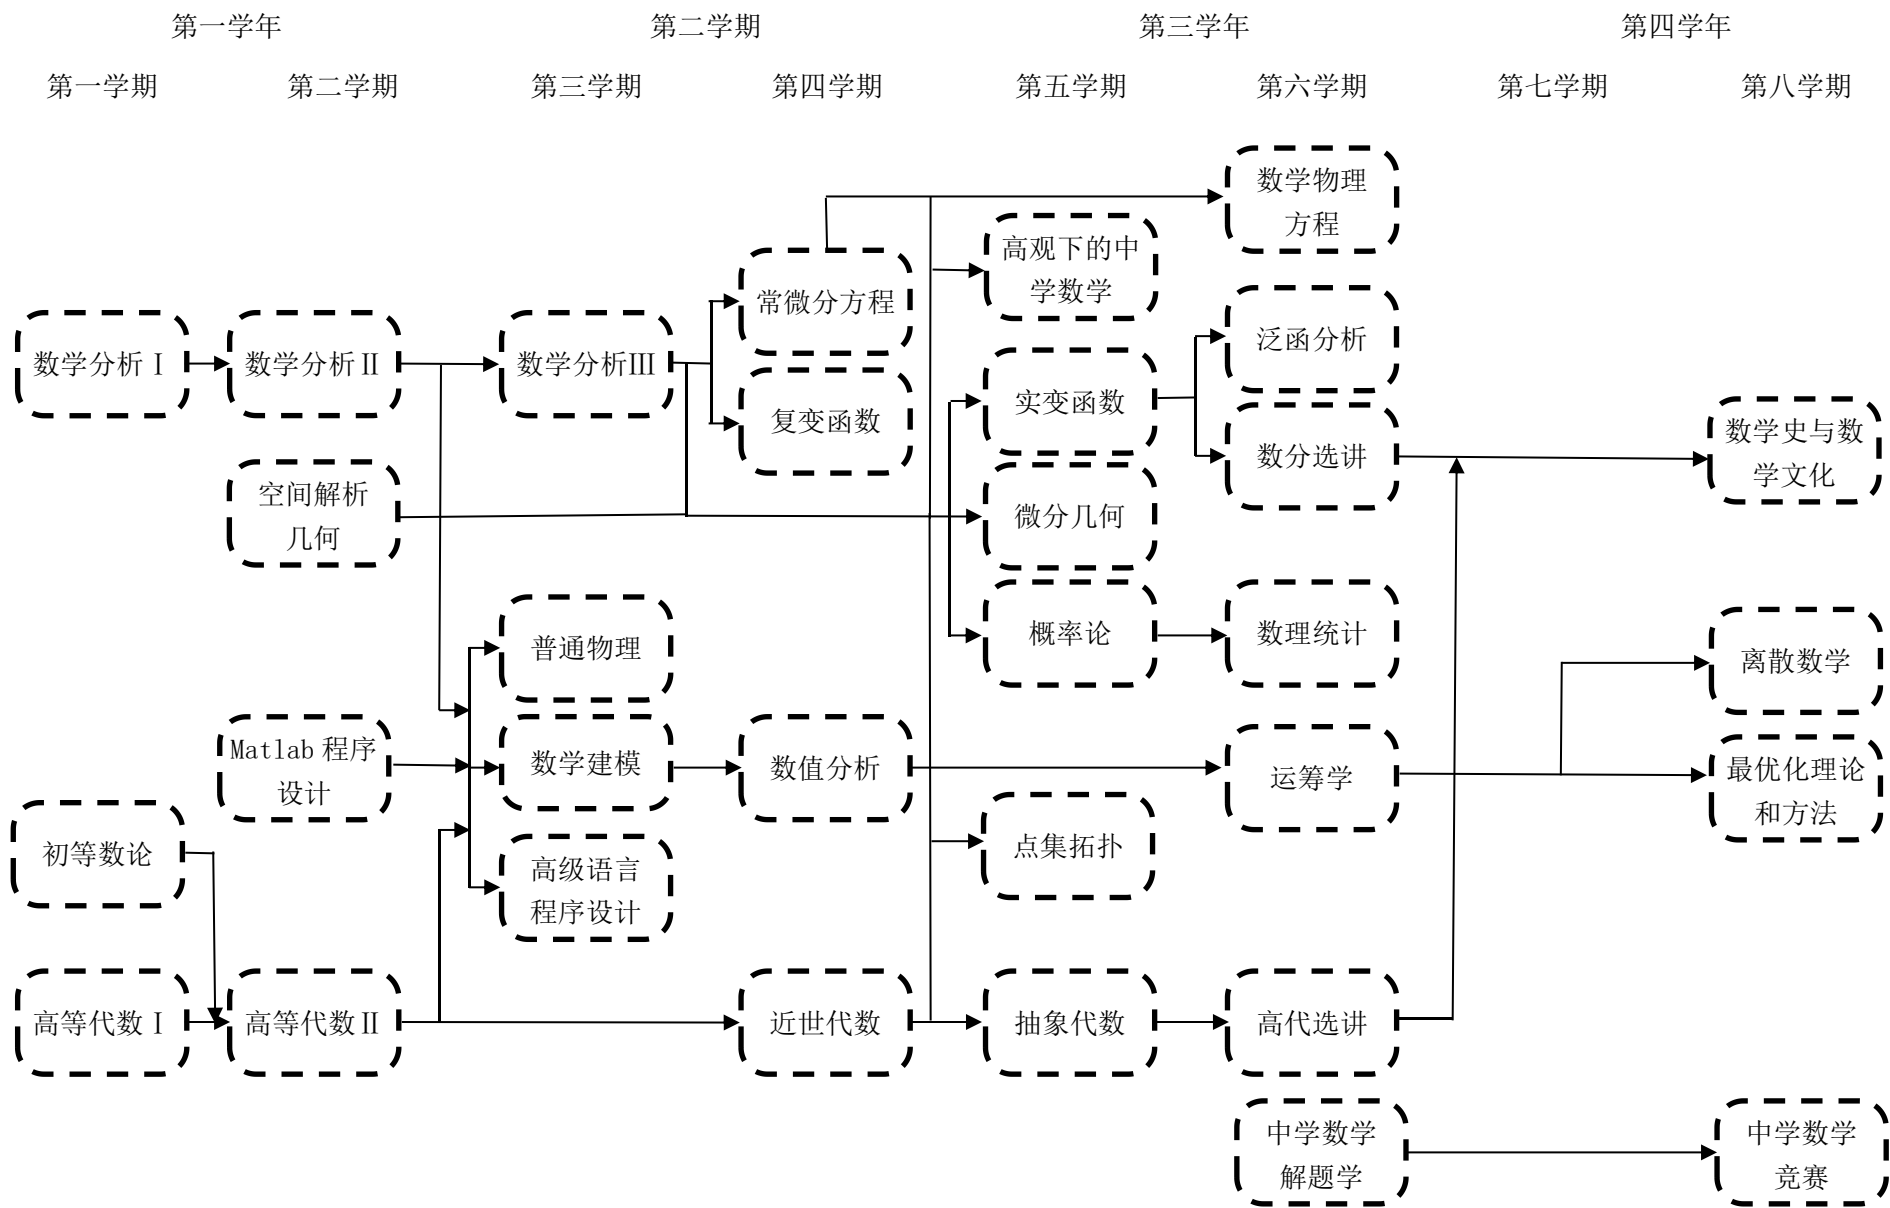 第一学年
第二学期
第三学年
第四学年
第一学期
第二学期
第三学期
第四学期
第五学期
第六学期
第七学期
第八学期
数学物理
方程
高观下的中
学数学
常微分方程
泛函分析
数学分析Ⅰ
数学分析Ⅱ
数学分析Ⅲ
复变函数
实变函数
数分选讲
数学史与数
学文化
空间解析
几何
微分几何
普通物理
概率论
数理统计
离散数学
Matlab 程序
设计
数学建模
数值分析
运筹学
最优化理论
和方法
初等数论
高级语言
程序设计
点集拓扑
高等代数Ⅰ
高等代数Ⅱ
近世代数
抽象代数
高代选讲
中学数学
解题学
中学数学
竞赛